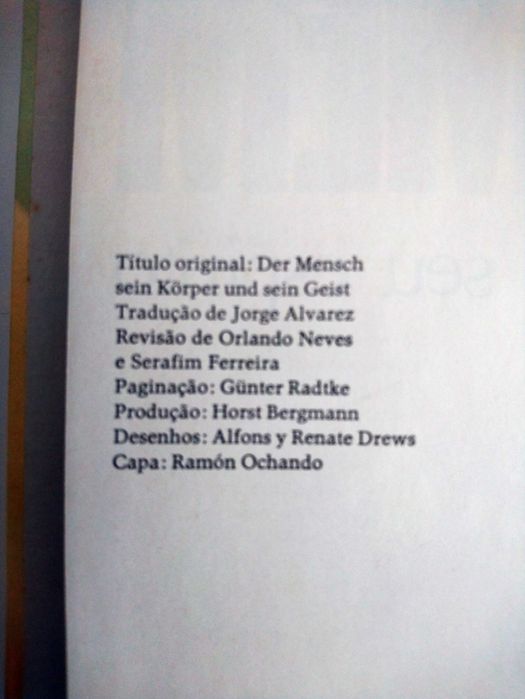 Título original: Der Mensch
sein Körper und sein Geist
Tradução de Jorge Alvarez
Revisão de Orlando Neves
e Serafim Ferreira
Paginação: Günter Radtke
Produção: Horst Bergmann
Desenhos: Alfons y Renate Drews
Capa: Ramón Ochando